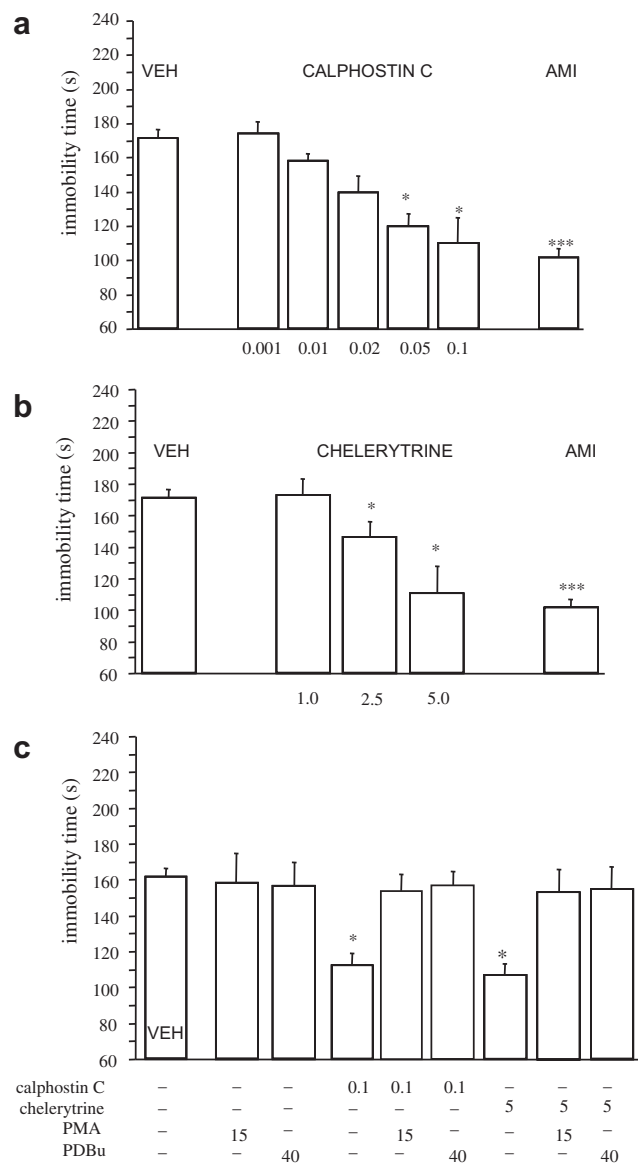 a
immobility time (s)
240
220
200
180
160
140
120
100
80
60
VEH
CALPHOSTIN C
AMI
*
*
***
0.001 0.01 0.02 0.05 0.1
b
immobility time (s)
240
220
200
180
160
140
120
100
80
60
VEH
CHELERYTRINE
AMI
*
*
***
1.0 2.5 5.0
c
immobility time (s)
240
220
200
180
160
140
120
100
80
60
*
*
VEH
calphostin C – – – 0.1 0.1 0.1 – – –
chelerytrine – – – – – – 5 5 5
PMA – 15 – – 15 – – 15 –
PDBu – – 40 – – 40 – – 40